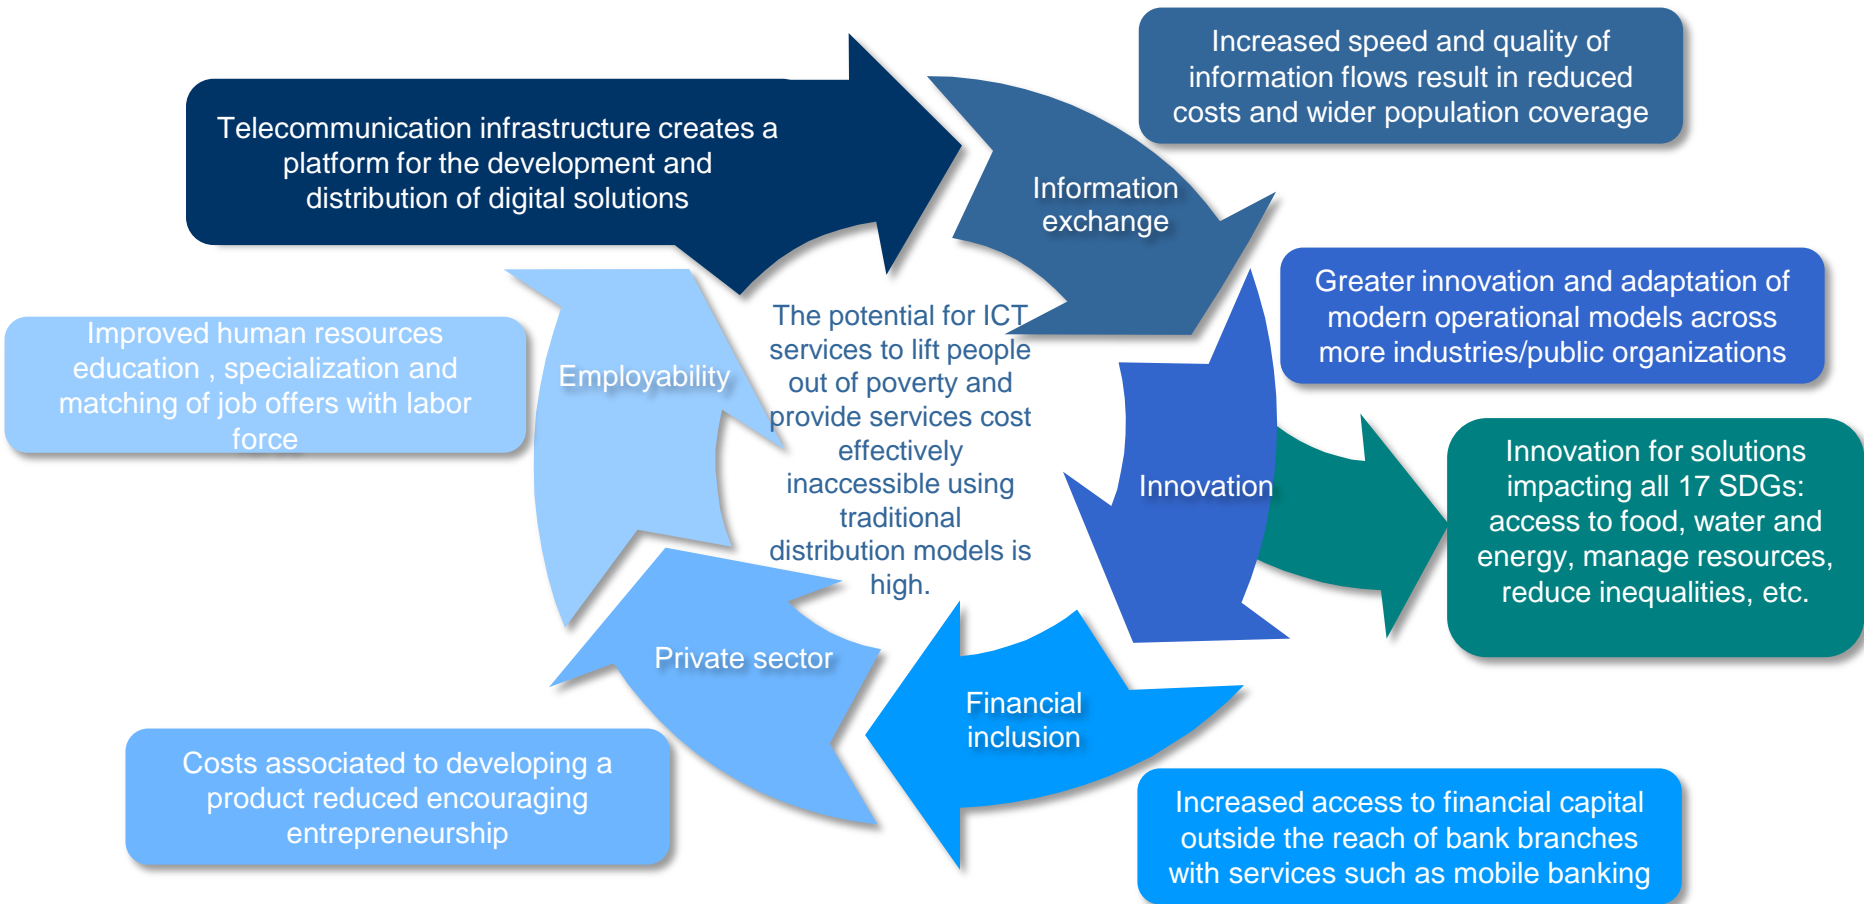 Increased speed and quality of
information flows result in reduced
costs and wider population coverage
Telecommunication infrastructure creates a
platform for the development and
distribution of digital solutions
Information
exchange
Greater innovation and adaptation of
modern operational models across
more industries/public organizations
The potential for ICT
services to lift people
out of poverty and
provide services cost
effectively
inaccessible using
traditional
distribution models is
high.
Improved human resources
education , specialization and
matching of job offers with labor
force
Employability
Innovation
Innovation for solutions
impacting all 17 SDGs:
access to food, water and
energy, manage resources,
reduce inequalities, etc.
Private sector
Financial
inclusion
Costs associated to developing a
product reduced encouraging
entrepreneurship
Increased access to financial capital
outside the reach of bank branches
with services such as mobile banking